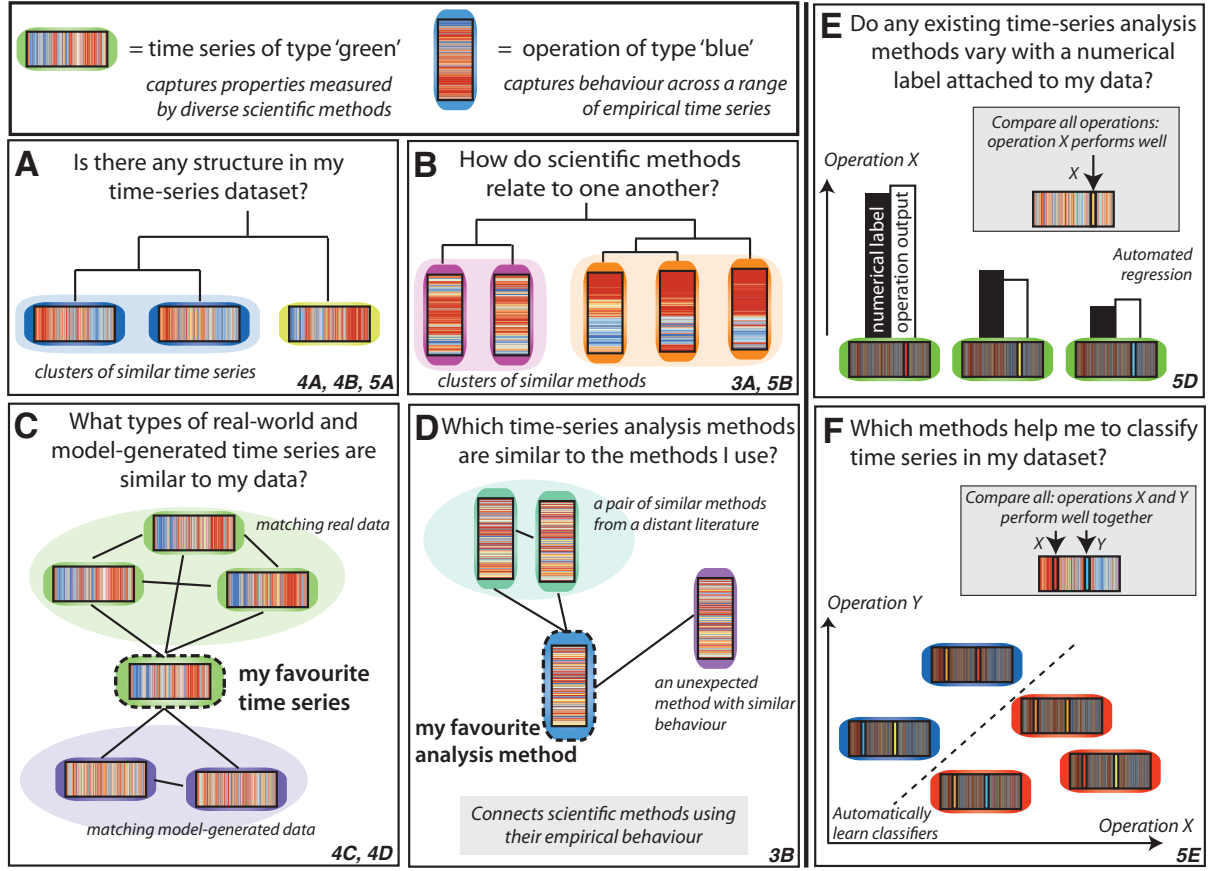 = time series of type 'green'
captures properties measured
by diverse scientific methods
= operation of type 'blue'
captures behaviour across a range
of empirical time series
A Is there any structure in my
time-series dataset?
clusters of similar time series
4A, 4B, 5A
B How do scientific methods
relate to one another?
clusters of similar methods
3A, 5B
C What types of real-world and
model-generated time series are
similar to my data?
matching real data
my favourite
time series
matching model-generated data
4C, 4D
D Which time-series analysis methods
are similar to the methods I use?
a pair of similar methods
from a distant literature
an unexpected
method with similar
behaviour
my favourite
analysis method
Connects scientific methods using
their empirical behaviour
3B
E Do any existing time-series analysis
methods vary with a numerical
label attached to my data?
Compare all operations:
operation X performs well
X
Operation X
numerical label
operation output
Automated
regression
5D
F Which methods help me to classify
time series in my dataset?
Compare all: operations X and Y
perform well together
X Y
Operation Y
Automatically
learn classifiers
Operation X
5E